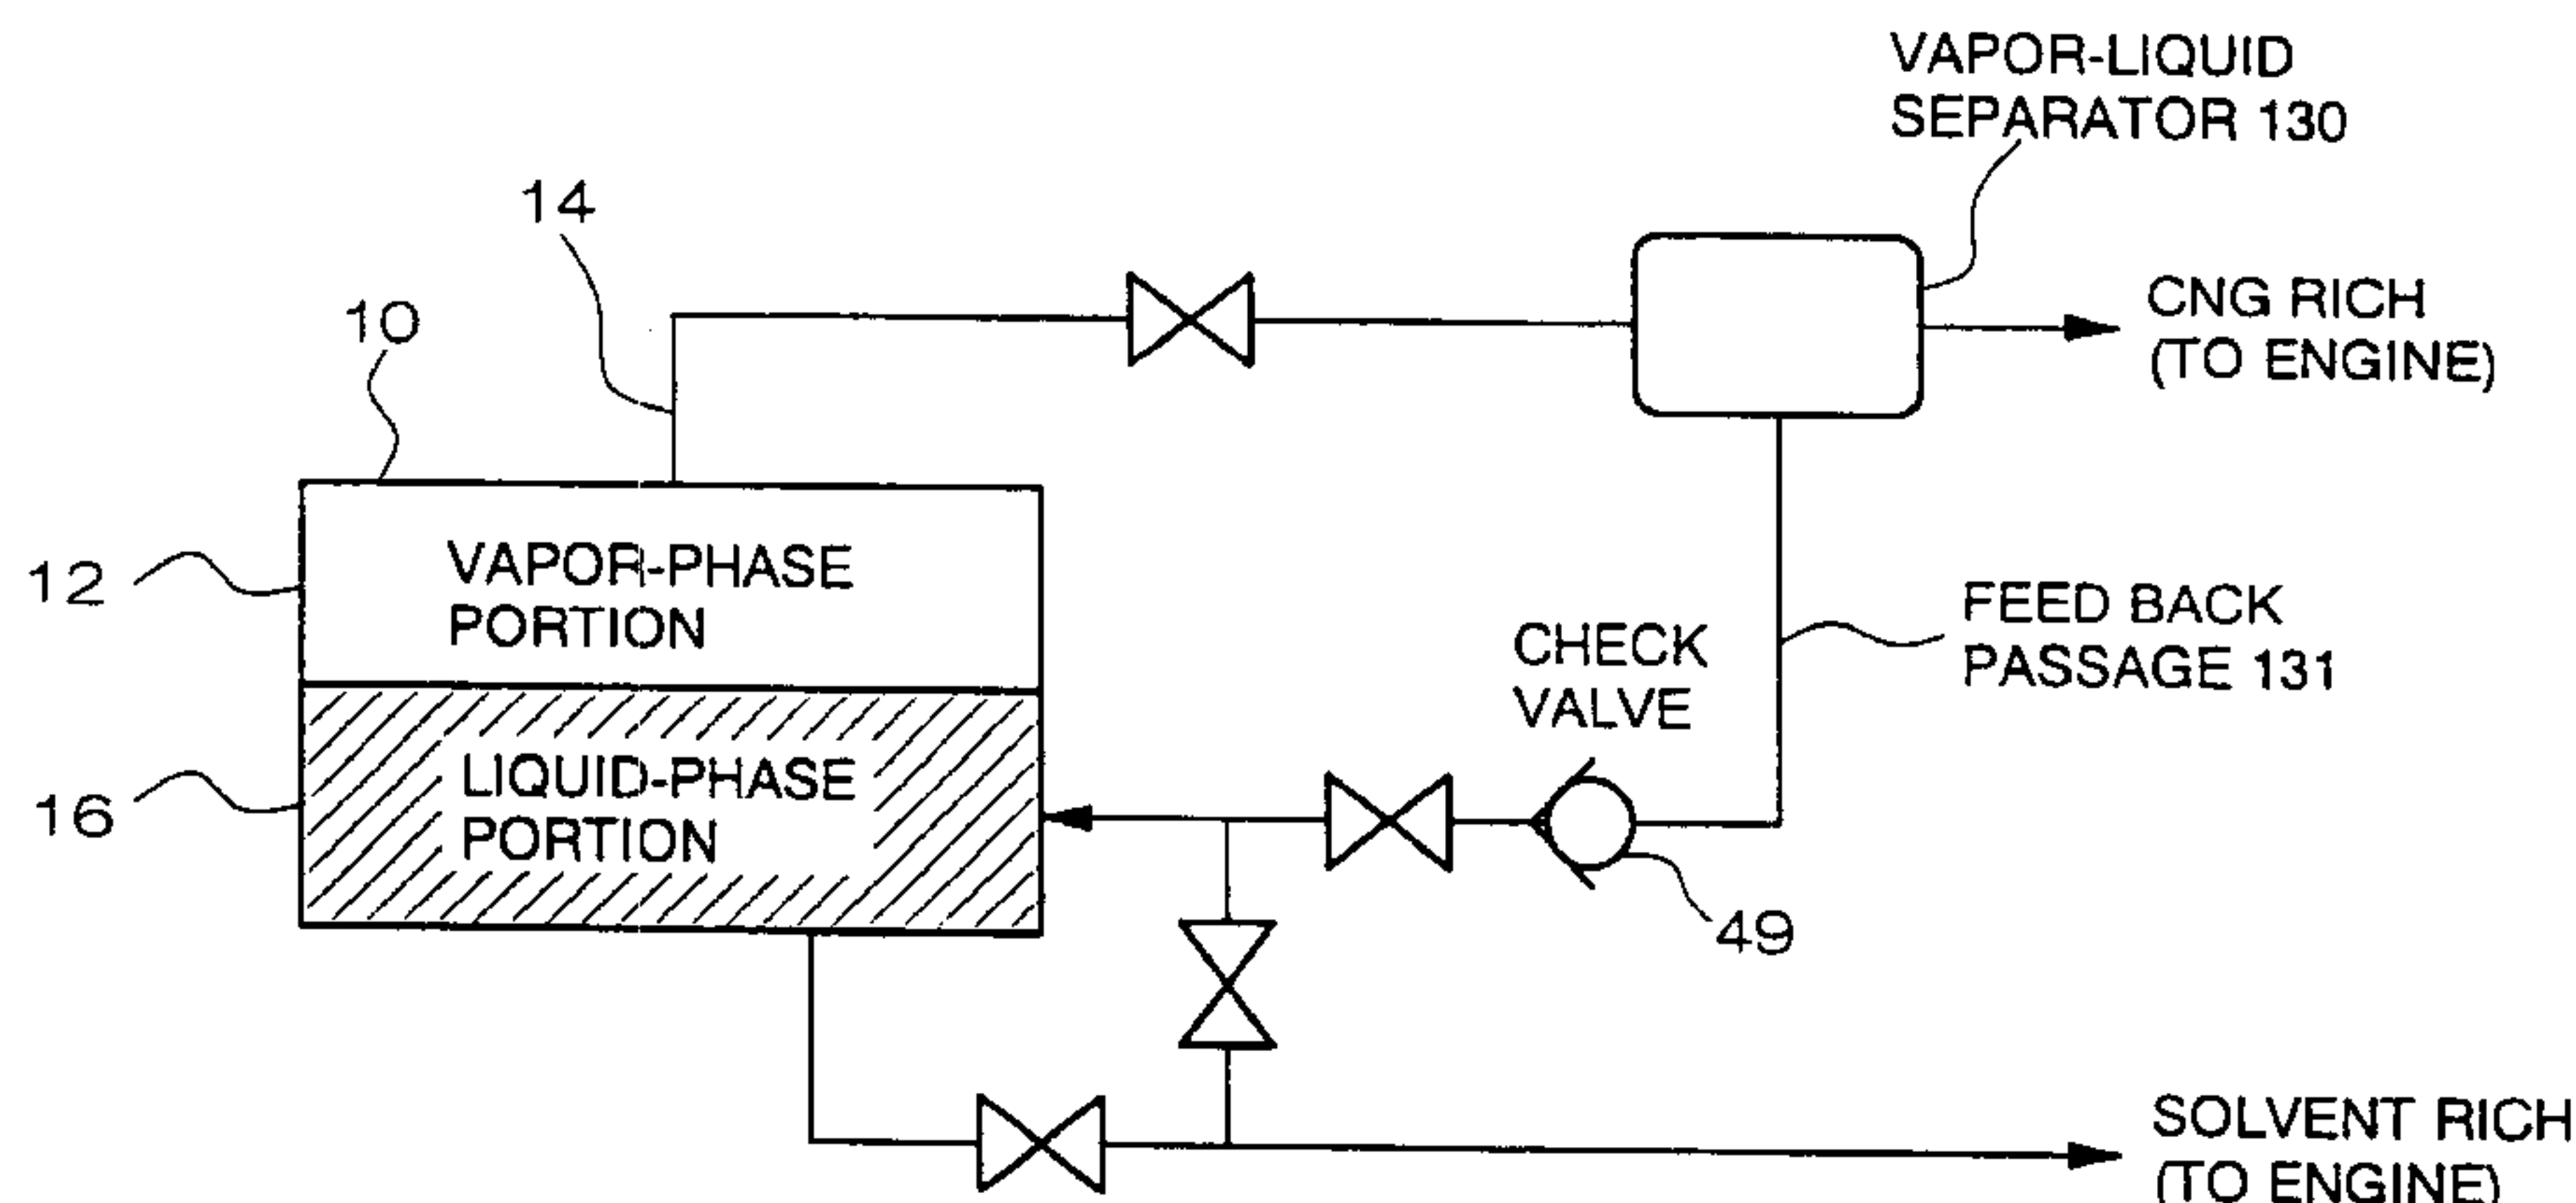 VAPOR-LIQUID
SEPARATOR 130
14
10
CNG RICH
(TO ENGINE)
12
VAPOR-PHASE
PORTION
CHECK
VALVE
FEED BACK
PASSAGE 131
16
LIQUID-PHASE
PORTION
49
SOLVENT RICH
(TO ENGINE)